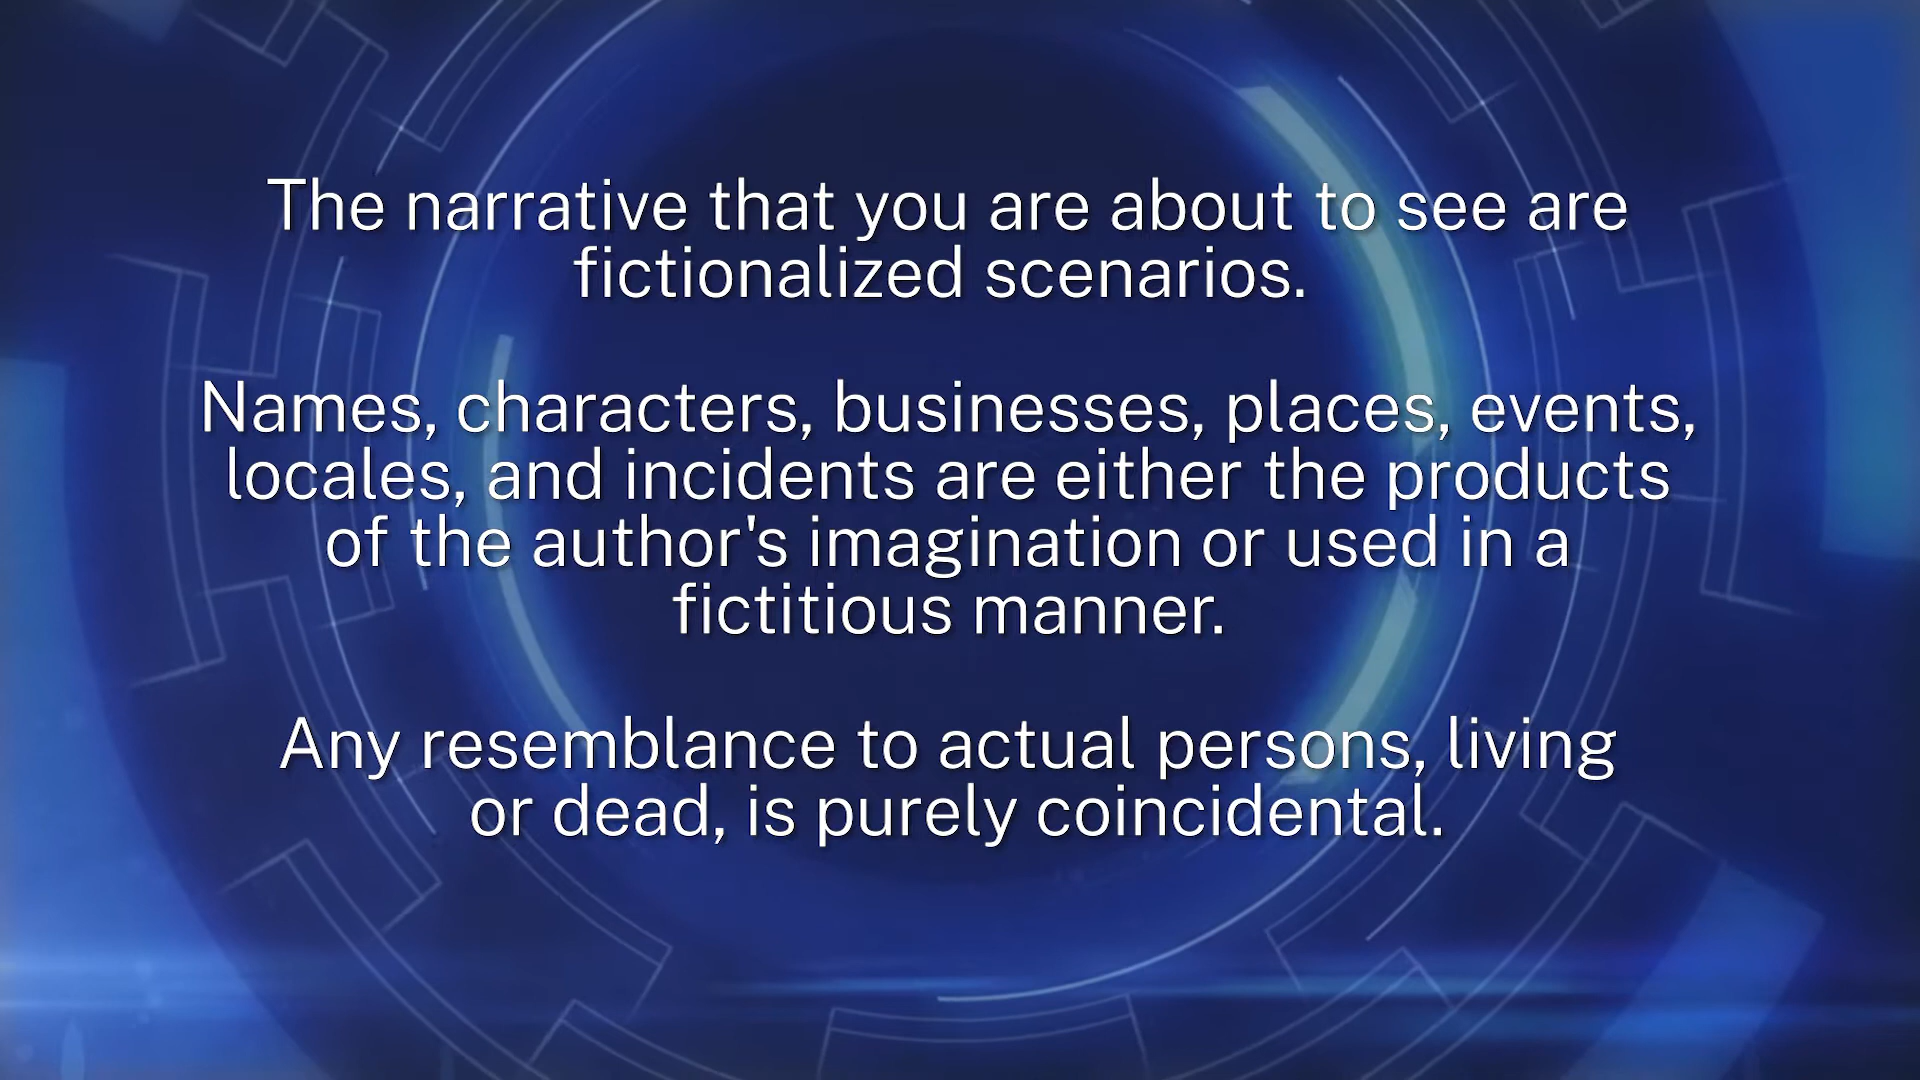 The narrative that you are about to see are
fictionalized scenarios.
Names, characters, businesses, places, events,
locales, and incidents are either the products
of the author's imagination or used in a
fictitious manner.
Any resemblance to actual persons, living
or dead, is purely coincidental.